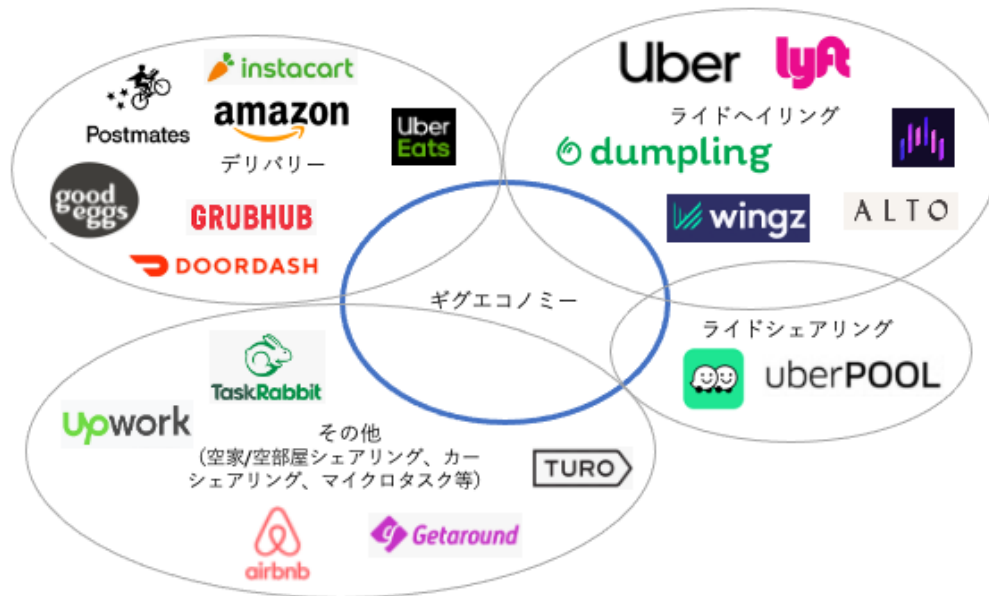 Postmates
instacart
amazon
Uber
Eats
デリバリー
good
eggs
GRUBHUB
DOORDASH
Uber
lyft
ライドヘイリング
dumpling
wingz
ALTO
ギグエコノミー
ライドシェアリング
uberPOOL
TaskRabbit
upwork
その他
(空家/空部屋シェアリング、カー
シェアリング、マイクロタスク等)
TURO
airbnb
Getaround